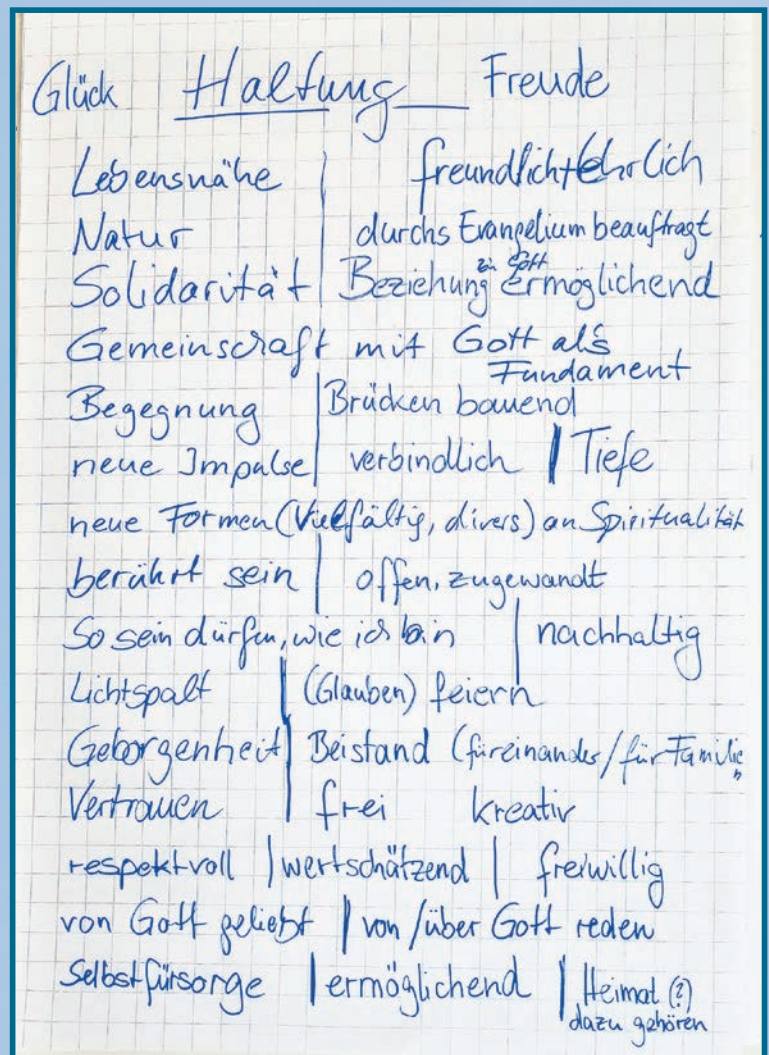 Glück Haltung Freude
Lebensnähe | freundlich + ehrlich
Natur | durchs Evangelium beauftragt
Solidarität | Beziehung zu Gott ermöglichend
Gemeinschaft mit Gott als
Fundament
Begegnung | Brücken bauend
neue Impulse | verbindlich | Tiefe
neue Formen (Vielfältig, divers) an Spiritualität
berührt sein | offen, zugewandt
So sein dürfen, wie ich bin | nachhaltig
Lichtspalt | (Glauben) feiern
Geborgenheit | Beistand (füreinander/für Familien
Vertrauen | frei kreativ
respektvoll | wertschätzend | freiwillig
von Gott geliebt | von/über Gott reden
Selbstfürsorge | ermöglichend | Heimat (?)
dazu gehören